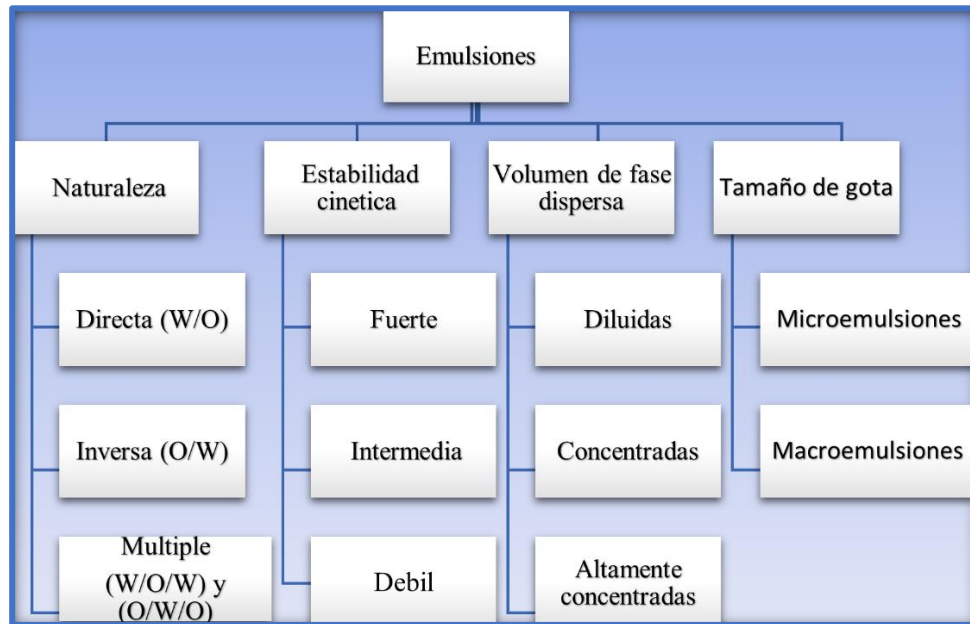 Emulsiones
Naturaleza
Directa (W/O)
Inversa (O/W)
Multiple
(W/O/W) y
(O/W/O)
Estabilidad
cinetica
Fuerte
Intermedia
Debil
Volumen de fase
dispersa
Diluidas
Concentradas
Altamente
concentradas
Tamaño de gota
Microemulsiones
Macroemulsiones